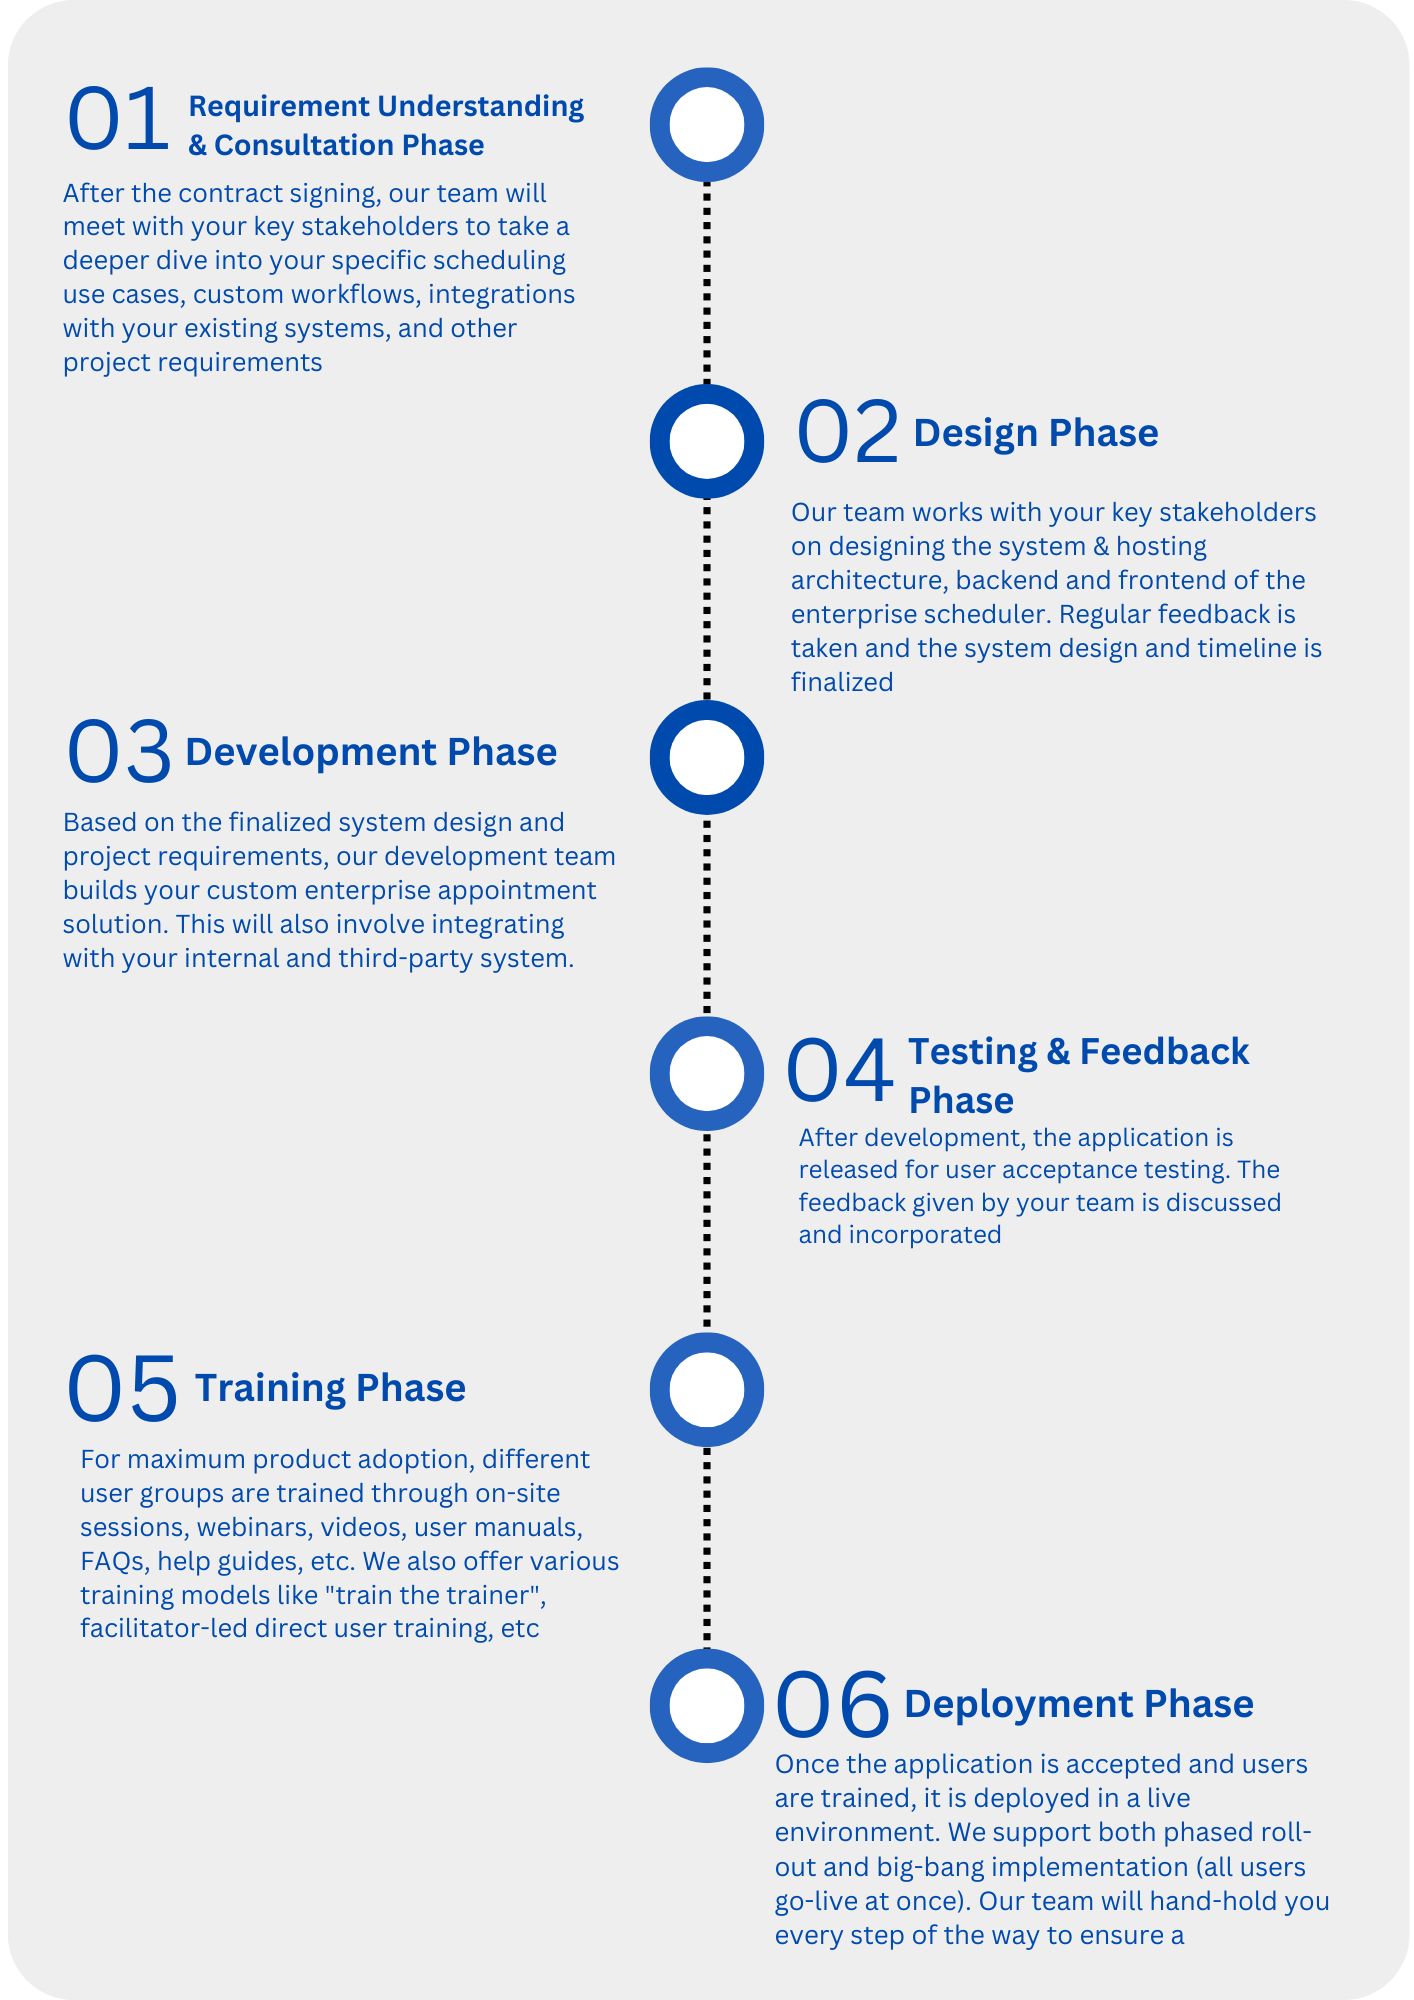 01
Requirement Understanding
& Consultation Phase
After the contract signing, our team will
meet with your key stakeholders to take a
deeper dive into your specific scheduling
use cases, custom workflows, integrations
with your existing systems, and other
project requirements
02 Design Phase
Our team works with your key stakeholders
on designing the system & hosting
architecture, backend and frontend of the
enterprise scheduler. Regular feedback is
taken and the system design and timeline is
finalized
03 Development Phase
Based on the finalized system design and
project requirements, our development team
builds your custom enterprise appointment
solution. This will also involve integrating
with your internal and third-party system.
04
Testing & Feedback
Phase
After development, the application is
released for user acceptance testing. The
feedback given by your team is discussed
and incorporated
05 Training Phase
For maximum product adoption, different
user groups are trained through on-site
sessions, webinars, videos, user manuals,
FAQs, help guides, etc. We also offer various
training models like "train the trainer",
facilitator-led direct user training, etc
06 Deployment Phase
Once the application is accepted and users
are trained, it is deployed in a live
environment. We support both phased roll-
out and big-bang implementation (all users
go-live at once). Our team will hand-hold you
every step of the way to ensure a